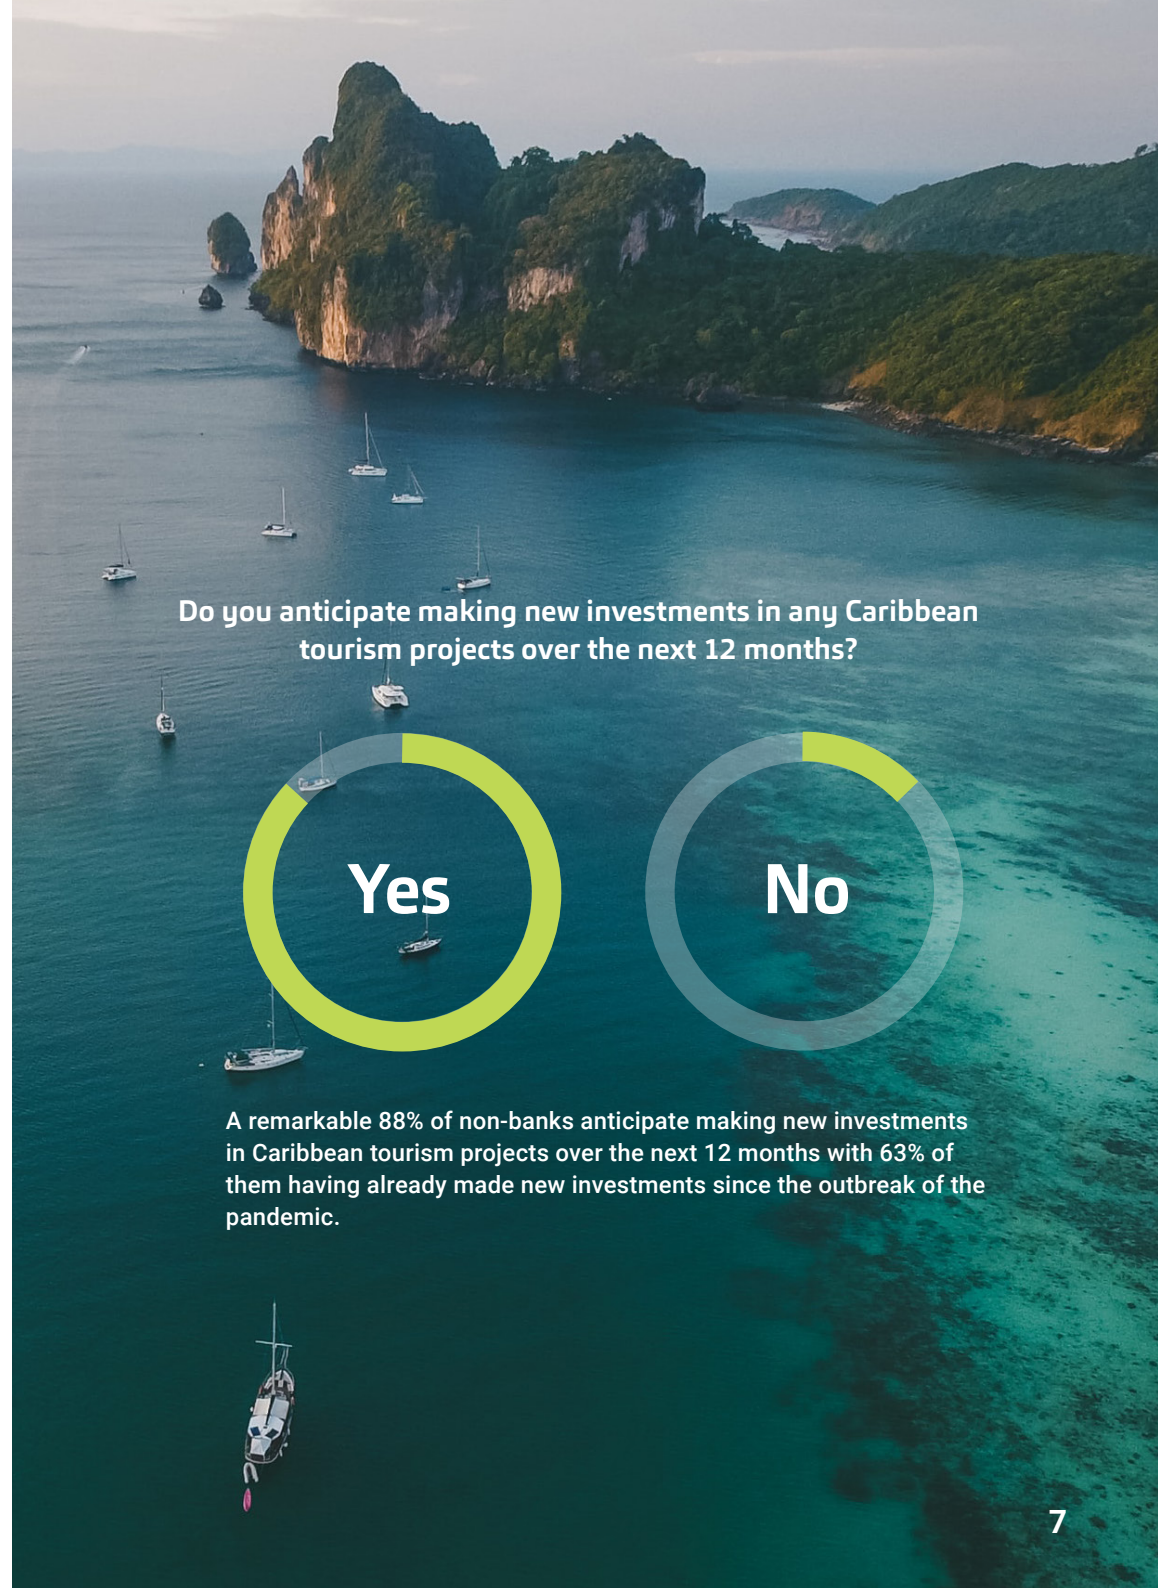 Do you anticipate making new investments in any Caribbean
tourism projects over the next 12 months?
Yes
No
A remarkable 88% of non-banks anticipate making new investments
in Caribbean tourism projects over the next 12 months with 63% of
them having already made new investments since the outbreak of the
pandemic.
7